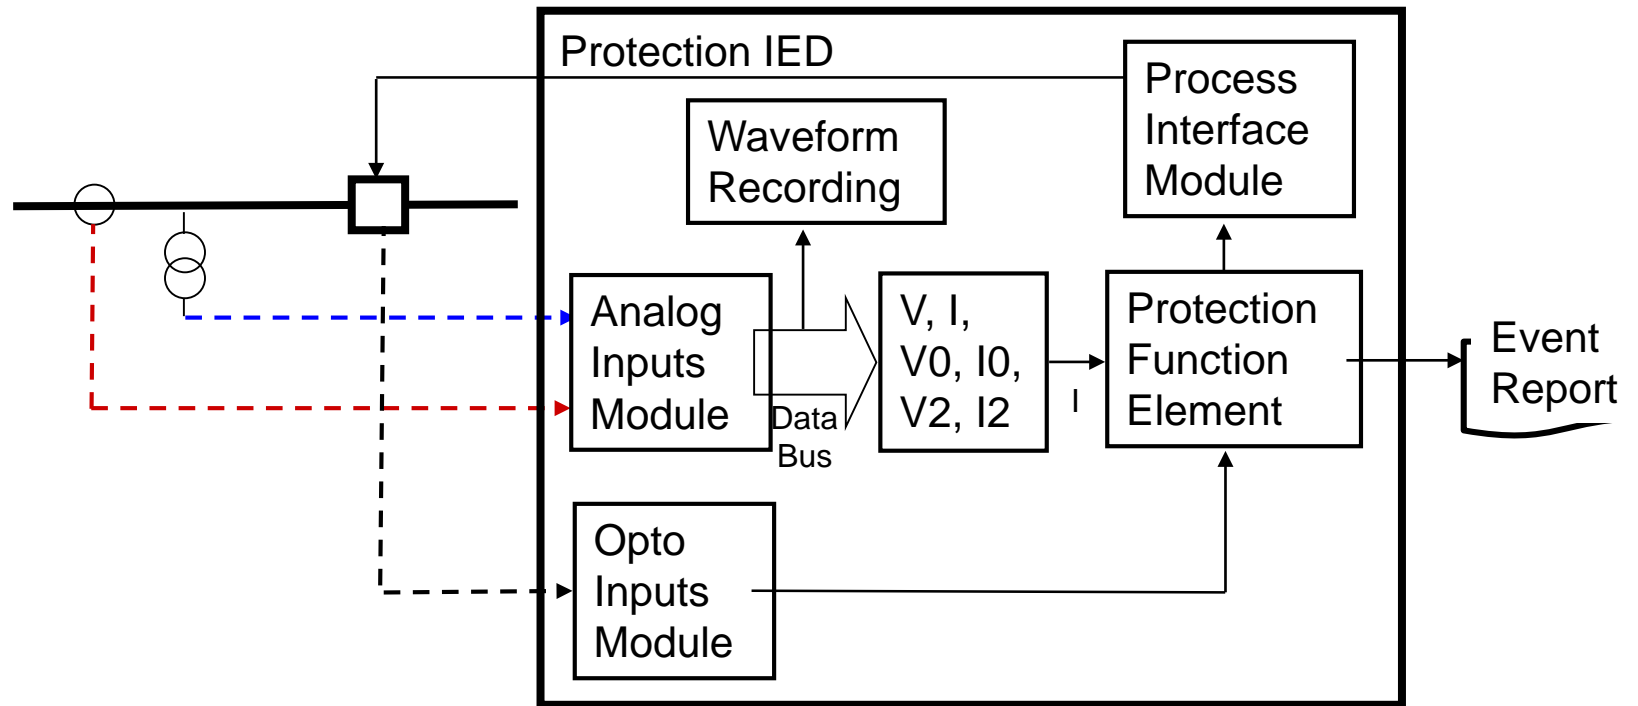 Protection IED
Process
Interface
Module
Waveform
Recording
Analog
Inputs
Module
Data
Bus
V, I,
V0, I0,
V2, I2
I
Protection
Function
Element
Event
Report
Opto
Inputs
Module